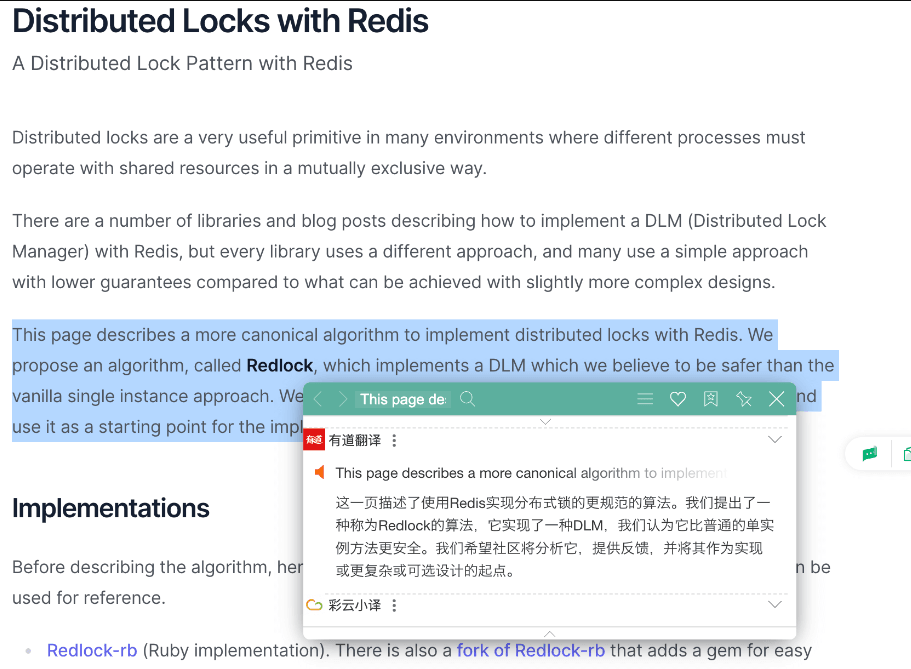 Distributed Locks with Redis
A Distributed Lock Pattern with Redis
Distributed locks are a very useful primitive in many environments where different processes must
operate with shared resources in a mutually exclusive way.
There are a number of libraries and blog posts describing how to implement a DLM (Distributed Lock
Manager) with Redis, but every library uses a different approach, and many use a simple approach
with lower guarantees compared to what can be achieved with slightly more complex designs.
This page describes a more canonical algorithm to implement distributed locks with Redis. We
propose an algorithm, called Redlock, which implements a DLM which we believe to be safer than the
vanilla single instance approach. We
nd
use it as a starting point for the impl
This page de
有道 有道翻译
This page describes a more canonical algorithm to implement
这一页描述了使用Redis实现分布式锁的更规范的算法。我们提出了一
种称为Redlock的算法，它实现了一种DLM，我们认为它比普通的单实
例方法更安全。我们希望社区将分析它，提供反馈，并将其作为实现
或更复杂或可选设计的起点。
彩云小译
Implementations
Before describing the algorithm, her
n be
used for reference.
• Redlock-rb (Ruby implementation). There is also a fork of Redlock-rb that adds a gem for easy